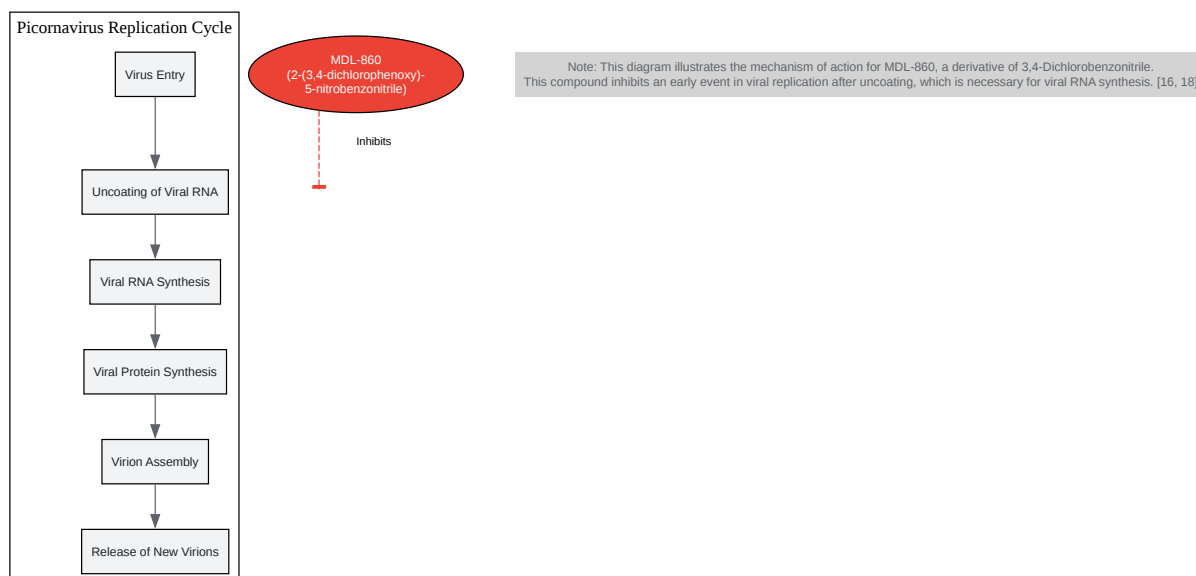 Picornavirus Replication Cycle
Virus Entry
Uncoating of Viral RNA
Viral RNA Synthesis
Viral Protein Synthesis
Virion Assembly
Release of New Virions
MDL-860
(2-(3,4-dichlorophenoxy)-
5-nitrobenzonitrile)
Inhibits
Note: This diagram illustrates the mechanism of action for MDL-860, a derivative of 3,4-Dichlorobenzonitrile.
This compound inhibits an early event in viral replication after uncoating, which is necessary for viral RNA synthesis. [16, 18]